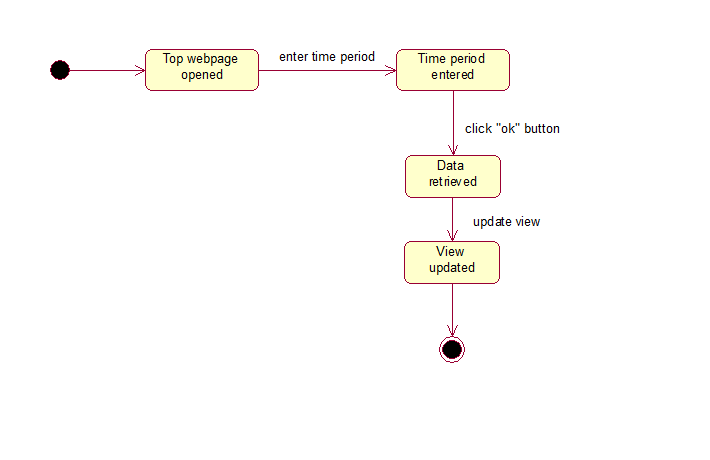 Top webpage
opened
enter time period
Time period
entered
click "ok" button
Data
retrieved
update view
View
updated